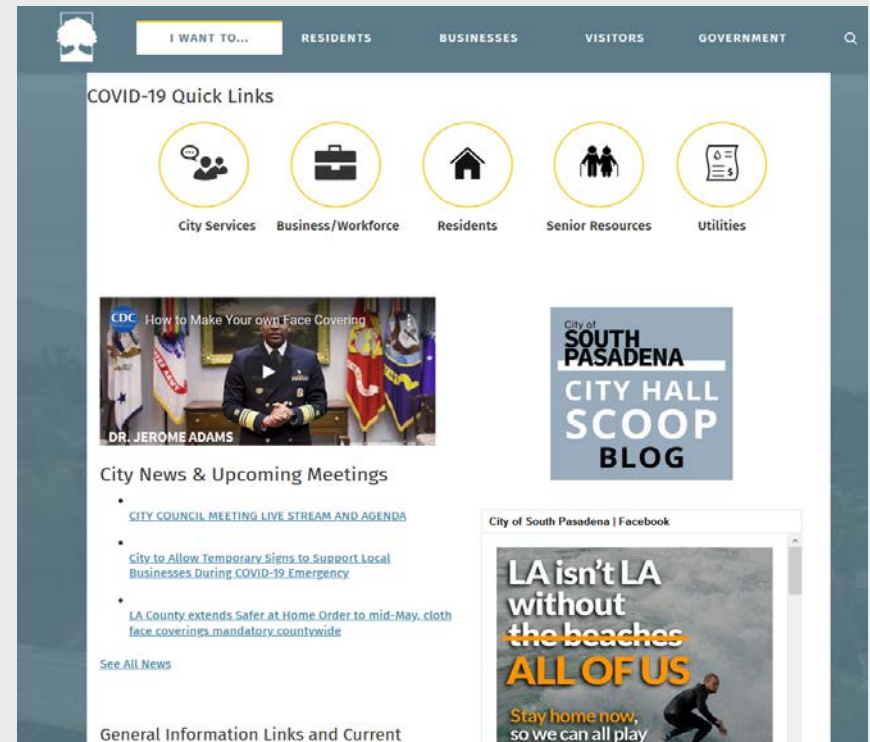 I WANT TO...
RESIDENTS
BUSINESSES
VISITORS
GOVERNMENT
COVID-19 Quick Links
City Services
Business/Workforce
Residents
Senior Resources
Utilities
CDC
How to Make Your own Face Covering
DR. JEROME ADAMS
City of
SOUTH
PASADENA
CITY HALL
SCOOP
BLOG
City News & Upcoming Meetings
CITY COUNCIL MEETING LIVE STREAM AND AGENDA
City to Allow Temporary Signs to Support Local
Businesses During COVID-19 Emergency
LA County extends Safer at Home Order to mid-May, cloth
face coverings mandatory countywide
See All News
City of South Pasadena | Facebook
LA isn't LA
without
the beaches
ALL OF US
Stay home now,
so we can all play
General Information Links and Current